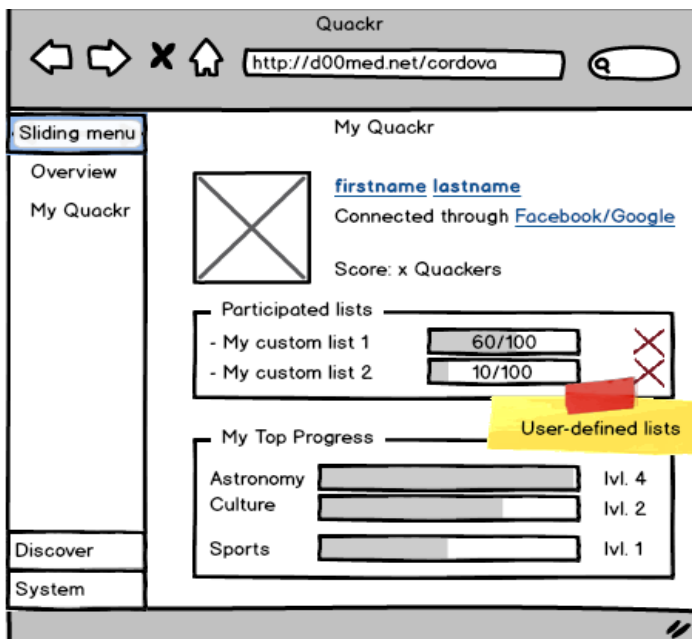 Quackr
http://d00med.net/cordova
Sliding menu
Overview
My Quackr
Discover
System
My Quackr
firstname lastname
Connected through Facebook/Google
Score: x Quackers
Participated lists
- My custom list 1 60/100
- My custom list 2 10/100
User-defined lists
My Top Progress
Astronomy lvl. 4
Culture lvl. 2
Sports lvl. 1